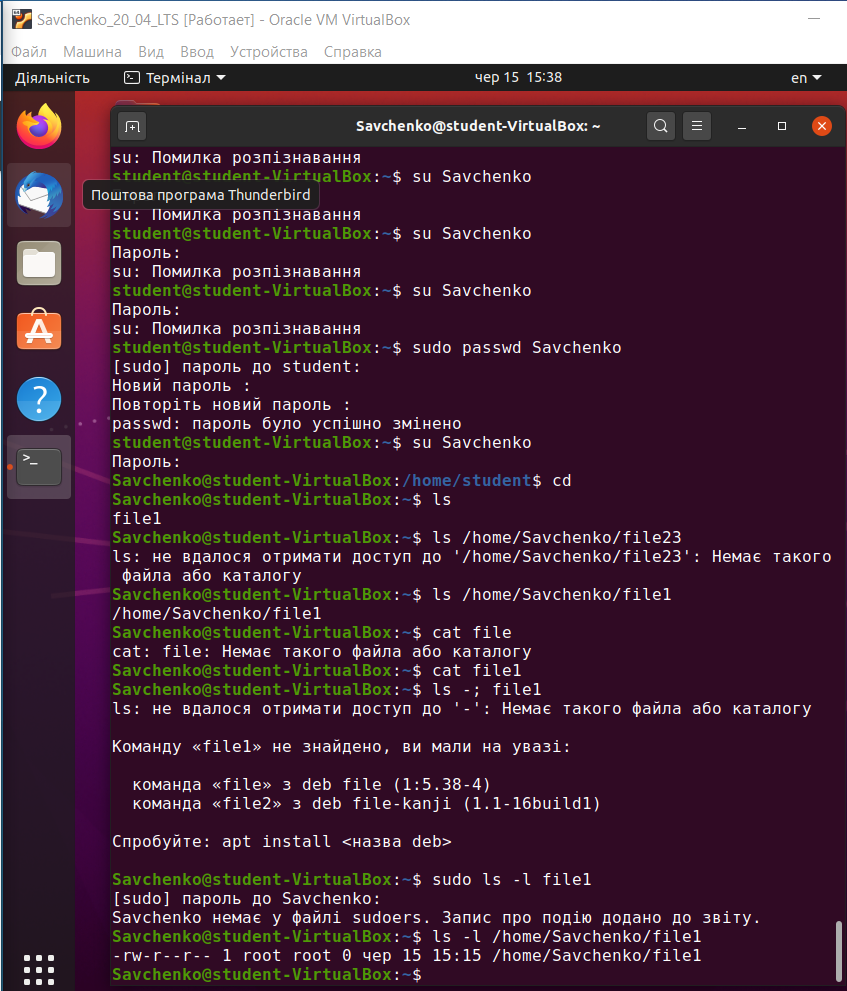 Savchenko_20_04_LTS [Работает] - Oracle VM VirtualBox
Файл Машина Вид Ввод Устройства Справка
Діяльність Термінал чер 15 15:38 en
Savchenko@student-VirtualBox: ~
su: Помилка розпізнавання
student@student-VirtualBox:~$ su Savchenko
Поштова програма Thunderbird
su: Помилка розпізнавання
student@student-VirtualBox:~$ su Savchenko
Пароль:
su: Помилка розпізнавання
student@student-VirtualBox:~$ su Savchenko
Пароль:
su: Помилка розпізнавання
student@student-VirtualBox:~$ sudo passwd Savchenko
[sudo] пароль до student:
Новий пароль :
Повторіть новий пароль :
passwd: пароль було успішно змінено
student@student-VirtualBox:~$ su Savchenko
Пароль:
Savchenko@student-VirtualBox:/home/student$ cd
Savchenko@student-VirtualBox:~$ ls
file1
Savchenko@student-VirtualBox:~$ ls /home/Savchenko/file23
ls: не вдалося отримати доступ до '/home/Savchenko/file23': Немає такого
файла або каталогу
Savchenko@student-VirtualBox:~$ ls /home/Savchenko/file1
/home/Savchenko/file1
Savchenko@student-VirtualBox:~$ cat file
cat: file: Немає такого файла або каталогу
Savchenko@student-VirtualBox:~$ cat file1
Savchenko@student-VirtualBox:~$ ls -; file1
ls: не вдалося отримати доступ до '-': Немає такого файла або каталогу
Команду «file1» не знайдено, ви мали на увазі:
команда «file» з deb file (1:5.38-4)
команда «file2» з deb file-kanji (1.1-16build1)
Спробуйте: apt install <назва deb>
Savchenko@student-VirtualBox:~$ sudo ls -l file1
[sudo] пароль до Savchenko:
Savchenko немає у файлі sudoers. Запис про подію додано до звіту.
Savchenko@student-VirtualBox:~$ ls -l /home/Savchenko/file1
-rw-r--r-- 1 root root 0 чер 15 15:15 /home/Savchenko/file1
Savchenko@student-VirtualBox:~$